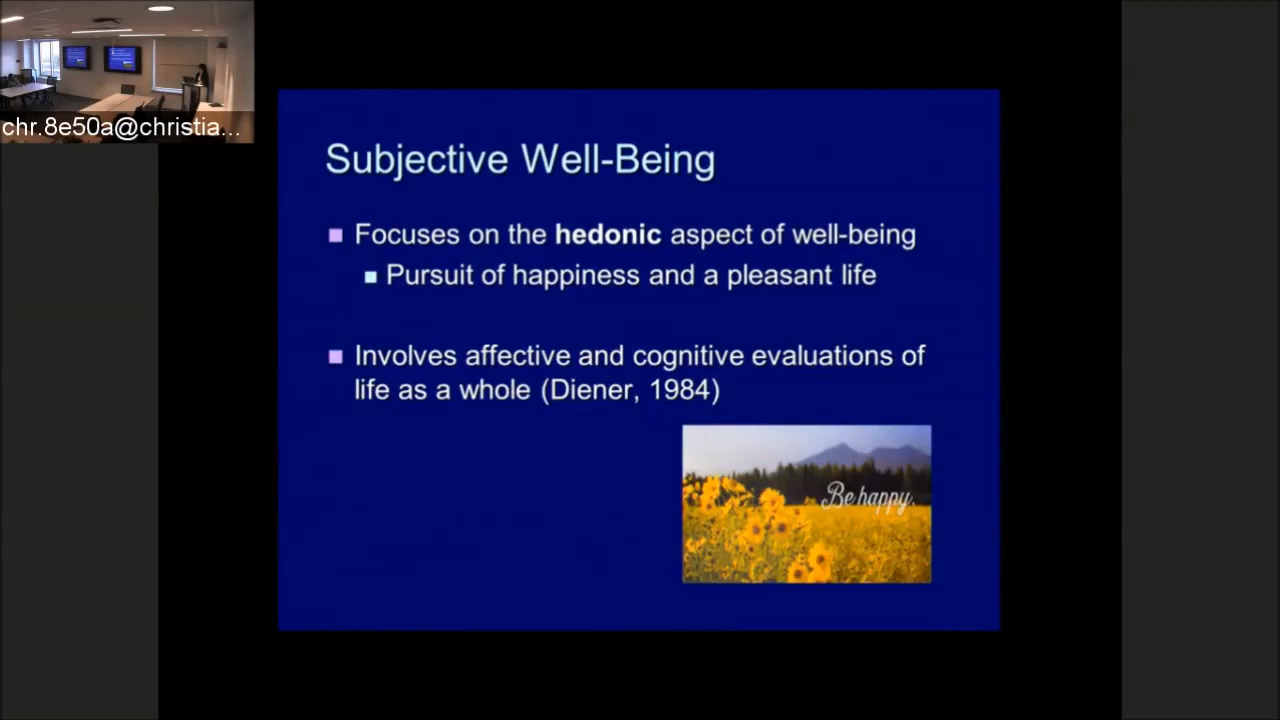 chr.8e50a@christia...
Subjective Well-Being
Focuses on the hedonic aspect of well-being
Pursuit of happiness and a pleasant life
Involves affective and cognitive evaluations of
life as a whole (Diener, 1984)
Be happy.